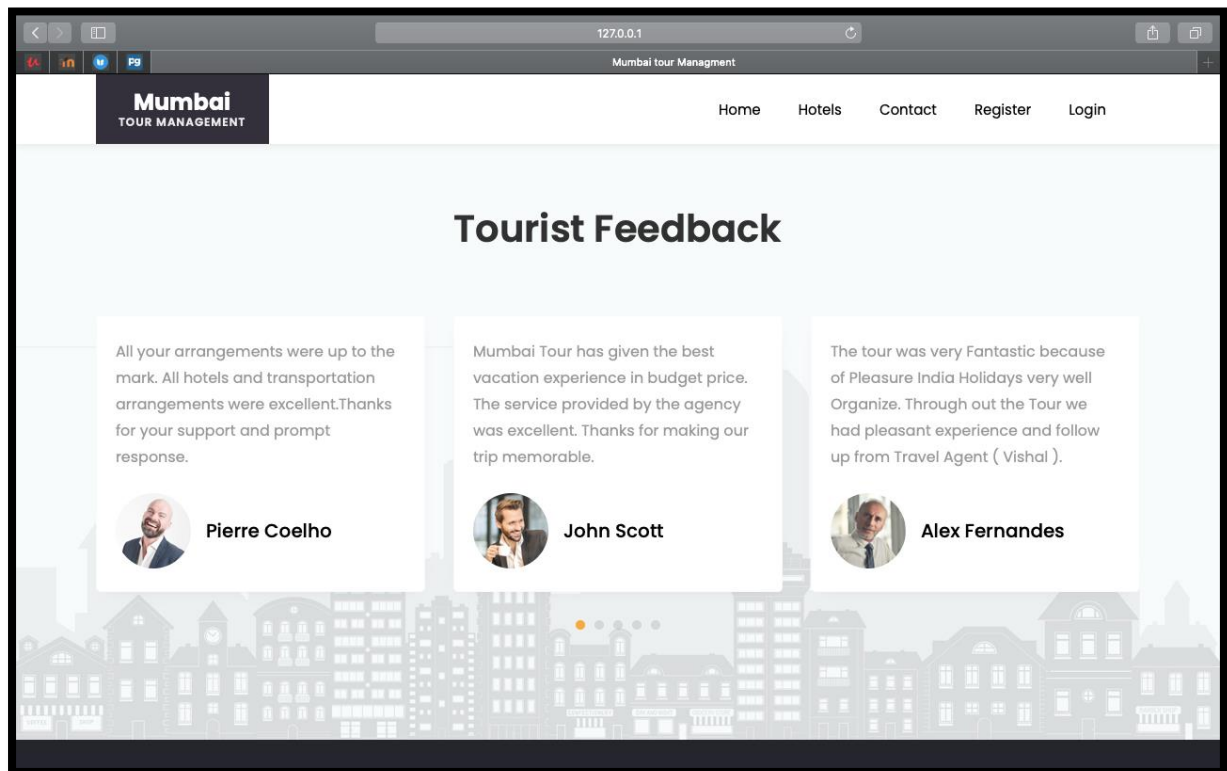 127.0.0.1
in
Pg
Mumbai tour Managment
Mumbai
TOUR MANAGEMENT
Home Hotels Contact Register Login
Tourist Feedback
All your arrangements were up to the
mark. All hotels and transportation
arrangements were excellent.Thanks
for your support and prompt
response.
Pierre Coelho
Mumbai Tour has given the best
vacation experience in budget price.
The service provided by the agency
was excellent. Thanks for making our
trip memorable.
John Scott
The tour was very Fantastic because
of Pleasure India Holidays very well
Organize. Through out the Tour we
had pleasant experience and follow
up from Travel Agent ( Vishal ).
Alex Fernandes